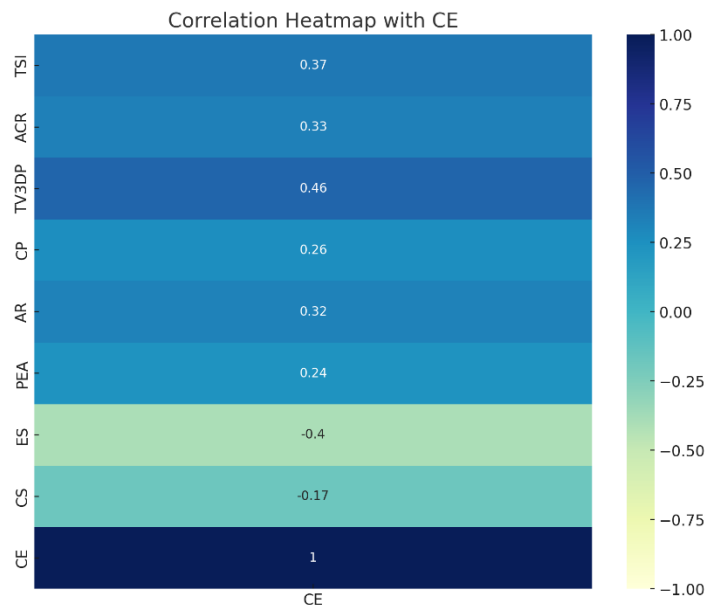 Correlation Heatmap with CE
TSI 0.37
ACR 0.33
TV3DP 0.46
CP 0.26
AR 0.32
PEA 0.24
ES -0.4
CS -0.17
CE 1
CE
1.00
0.75
0.50
0.25
0.00
−0.25
−0.50
−0.75
−1.00